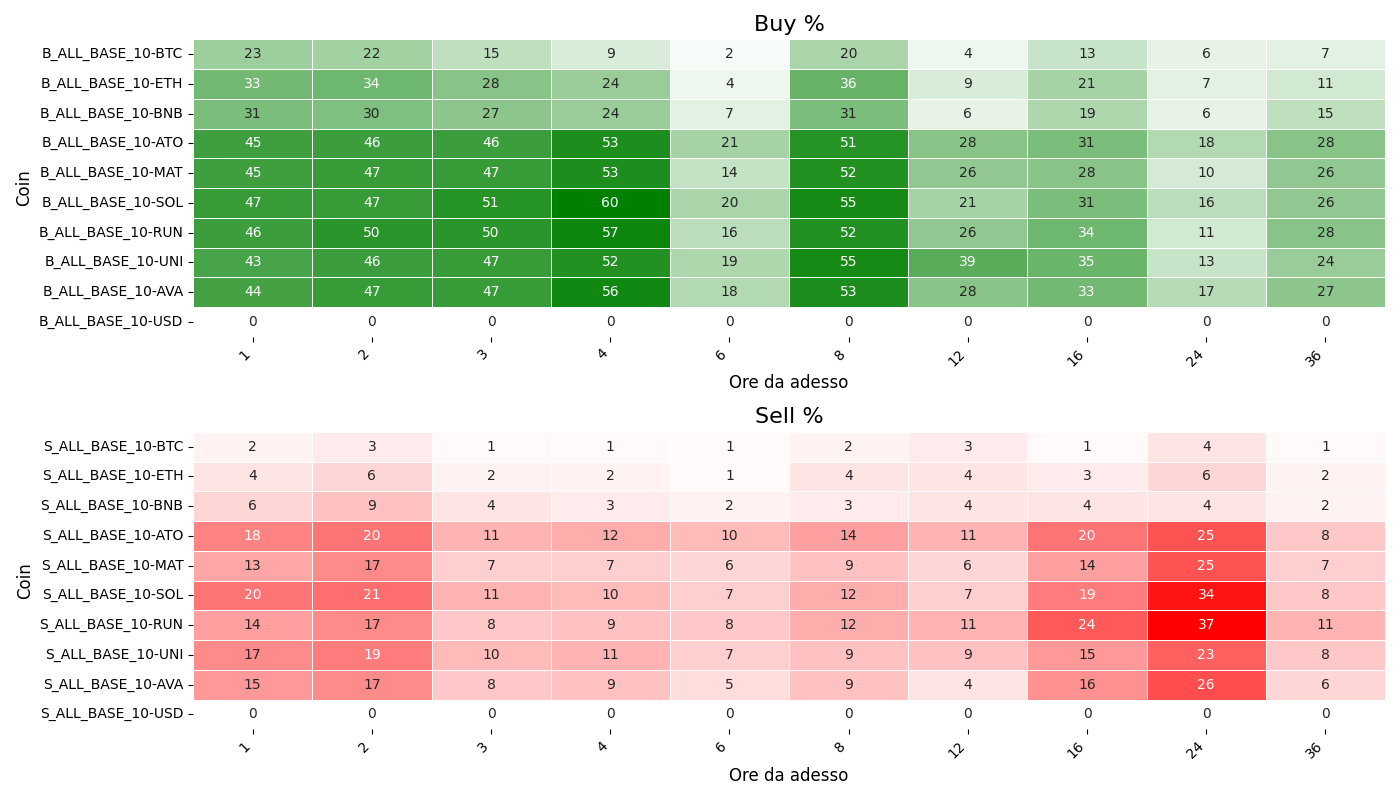 Buy %
Coin
B_ALL_BASE_10-BTC 23 22 15 9 2 20 4 13 6 7
B_ALL_BASE_10-ETH 33 34 28 24 4 36 9 21 7 11
B_ALL_BASE_10-BNB 31 30 27 24 7 31 6 19 6 15
B_ALL_BASE_10-ATO 45 46 46 53 21 51 28 31 18 28
B_ALL_BASE_10-MAT 45 47 47 53 14 52 26 28 10 26
B_ALL_BASE_10-SOL 47 47 51 60 20 55 21 31 16 26
B_ALL_BASE_10-RUN 46 50 50 57 16 52 26 34 11 28
B_ALL_BASE_10-UNI 43 46 47 52 19 55 39 35 13 24
B_ALL_BASE_10-AVA 44 47 47 56 18 53 28 33 17 27
B_ALL_BASE_10-USD 0 0 0 0 0 0 0 0 0 0
1 2 3 4 6 8 12 16 24 36
Ore da adesso
Sell %
Coin
S_ALL_BASE_10-BTC 2 3 1 1 1 2 3 1 4 1
S_ALL_BASE_10-ETH 4 6 2 2 1 4 4 3 6 2
S_ALL_BASE_10-BNB 6 9 4 3 2 3 4 4 4 2
S_ALL_BASE_10-ATO 18 20 11 12 10 14 11 20 25 8
S_ALL_BASE_10-MAT 13 17 7 7 6 9 6 14 25 7
S_ALL_BASE_10-SOL 20 21 11 10 7 12 7 19 34 8
S_ALL_BASE_10-RUN 14 17 8 9 8 12 11 24 37 11
S_ALL_BASE_10-UNI 17 19 10 11 7 9 9 15 23 8
S_ALL_BASE_10-AVA 15 17 8 9 5 9 4 16 26 6
S_ALL_BASE_10-USD 0 0 0 0 0 0 0 0 0 0
1 2 3 4 6 8 12 16 24 36
Ore da adesso